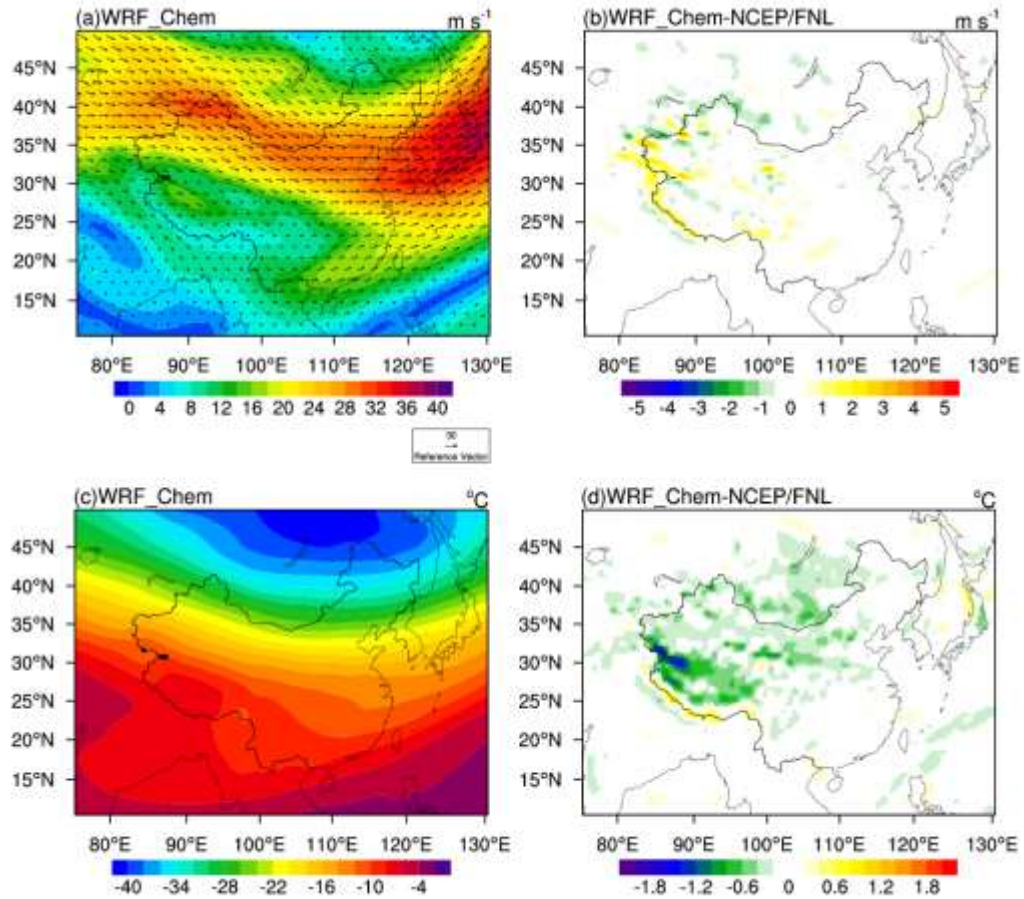 (a)WRF_Chem m s⁻¹
45°N
40°N
35°N
30°N
25°N
20°N
15°N
80°E 90°E 100°E 110°E 120°E 130°E
0 4 8 12 16 20 24 28 32 36 40
(b)WRF_Chem-NCEP/FNL m s⁻¹
45°N
40°N
35°N
30°N
25°N
20°N
15°N
80°E 90°E 100°E 110°E 120°E 130°E
-5 -4 -3 -2 -1 0 1 2 3 4 5
30
Reference Vector
(c)WRF_Chem °C
45°N
40°N
35°N
30°N
25°N
20°N
15°N
80°E 90°E 100°E 110°E 120°E 130°E
-40 -34 -28 -22 -16 -10 -4
(d)WRF_Chem-NCEP/FNL °C
45°N
40°N
35°N
30°N
25°N
20°N
15°N
80°E 90°E 100°E 110°E 120°E 130°E
-1.8 -1.2 -0.6 0 0.6 1.2 1.8